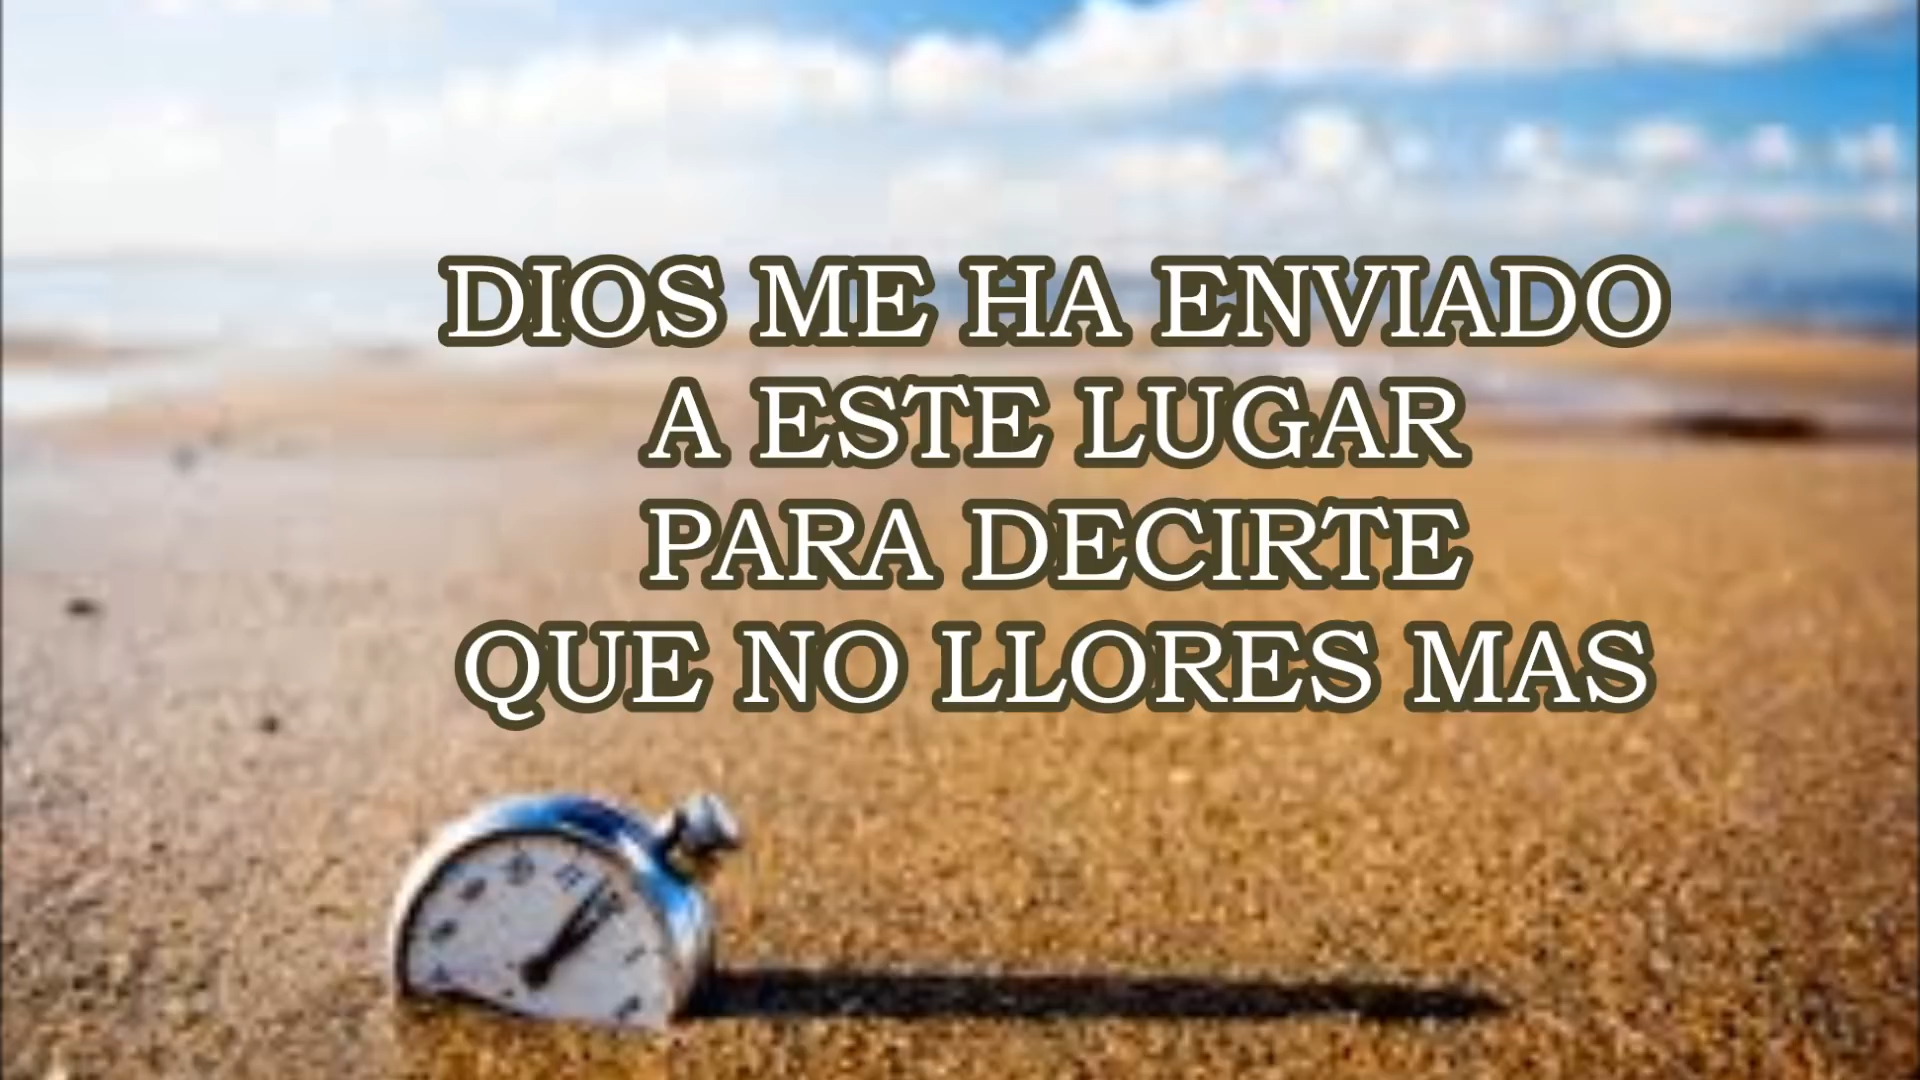 DIOS ME HA ENVIADO
A ESTE LUGAR
PARA DECIRTE
QUE NO LLORES MAS